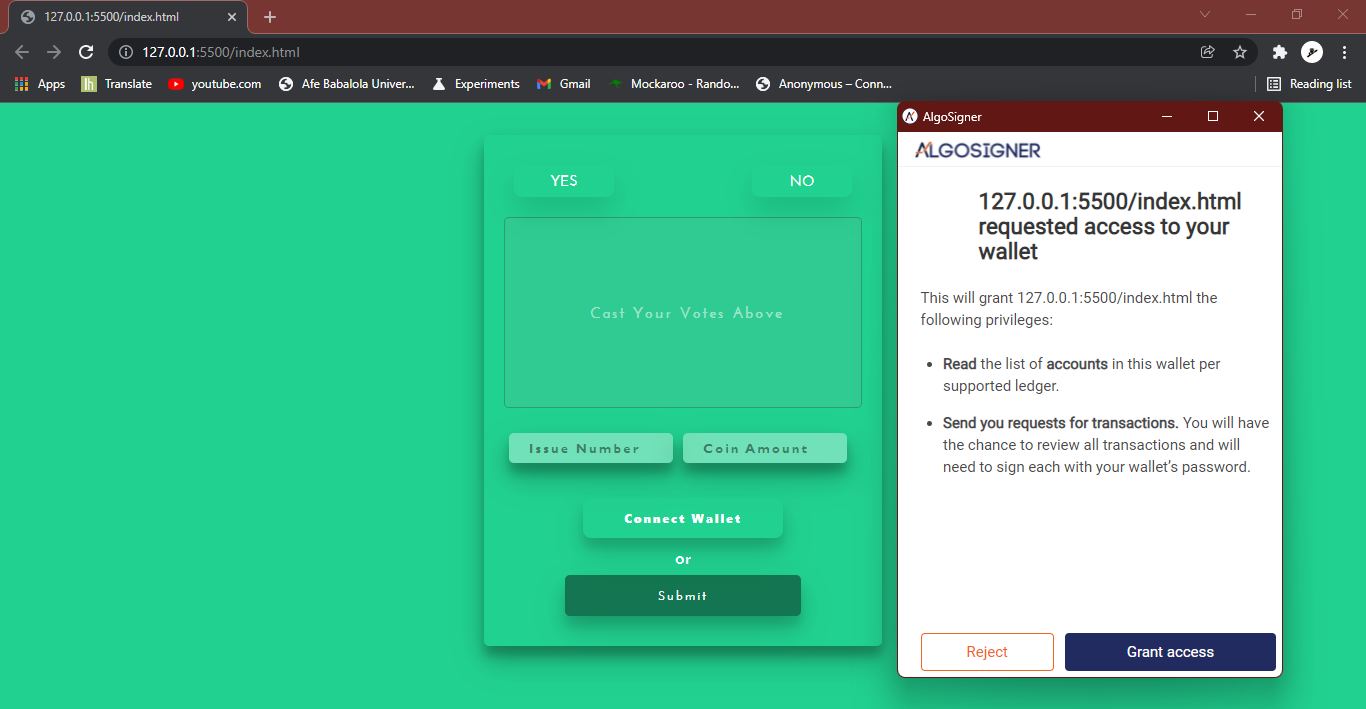 127.0.0.1:5500/index.html
127.0.0.1:5500/index.html
Apps
Translate
youtube.com
Afe Babalola Univer...
Experiments
Gmail
Mockaroo - Rando...
Anonymous – Conn...
Reading list
YES
NO
Cast Your Votes Above
Issue Number
Coin Amount
Connect Wallet
or
Submit
AlgoSigner
ALGOSIGNER
127.0.0.1:5500/index.html
requested access to your
wallet
This will grant 127.0.0.1:5500/index.html the
following privileges:
• Read the list of accounts in this wallet per
supported ledger.
• Send you requests for transactions. You will have
the chance to review all transactions and will
need to sign each with your wallet’s password.
Reject
Grant access